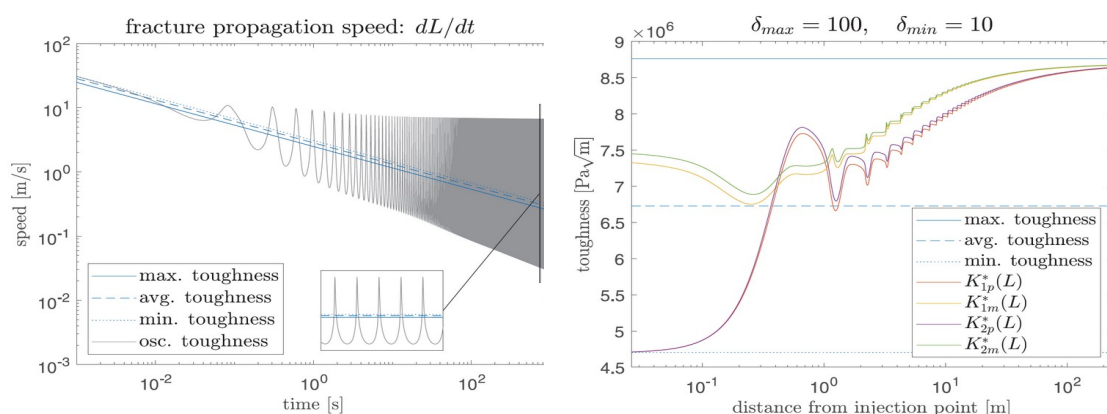 fracture propagation speed: dL/dt
10^2
10^1
10^0
10^-1
10^-2
10^-3
speed [m/s]
max. toughness
avg. toughness
min. toughness
osc. toughness
10^-2
10^0
10^2
time [s]
δ_max = 100, δ_min = 10
×10^6
9
8.5
8
7.5
7
6.5
6
5.5
5
4.5
toughness [Pa√m]
max. toughness
avg. toughness
min. toughness
K*_1p(L)
K*_1m(L)
K*_2p(L)
K*_2m(L)
10^-1
10^0
10^1
10^2
distance from injection point [m]